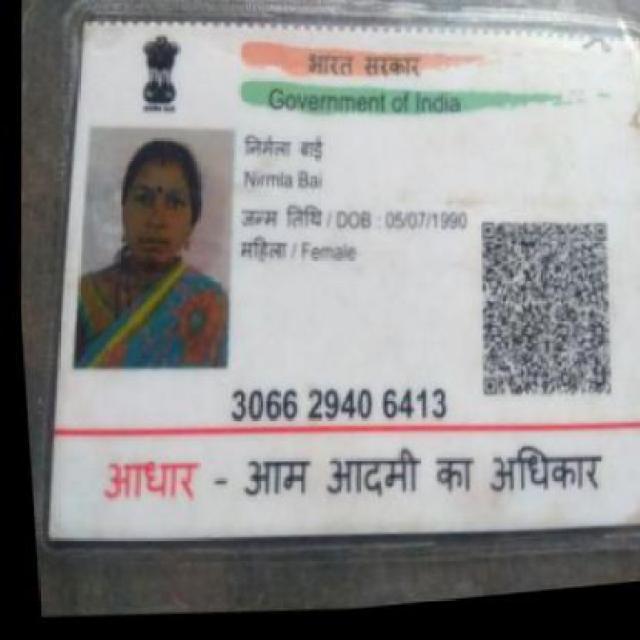 भारत सरकार
Government of India
निर्मला बाई
Nirmla Bai
जन्म तिथि / DOB : 05/07/1990
महिला / Female
3066 2940 6413
आधार - आम आदमी का अधिकार